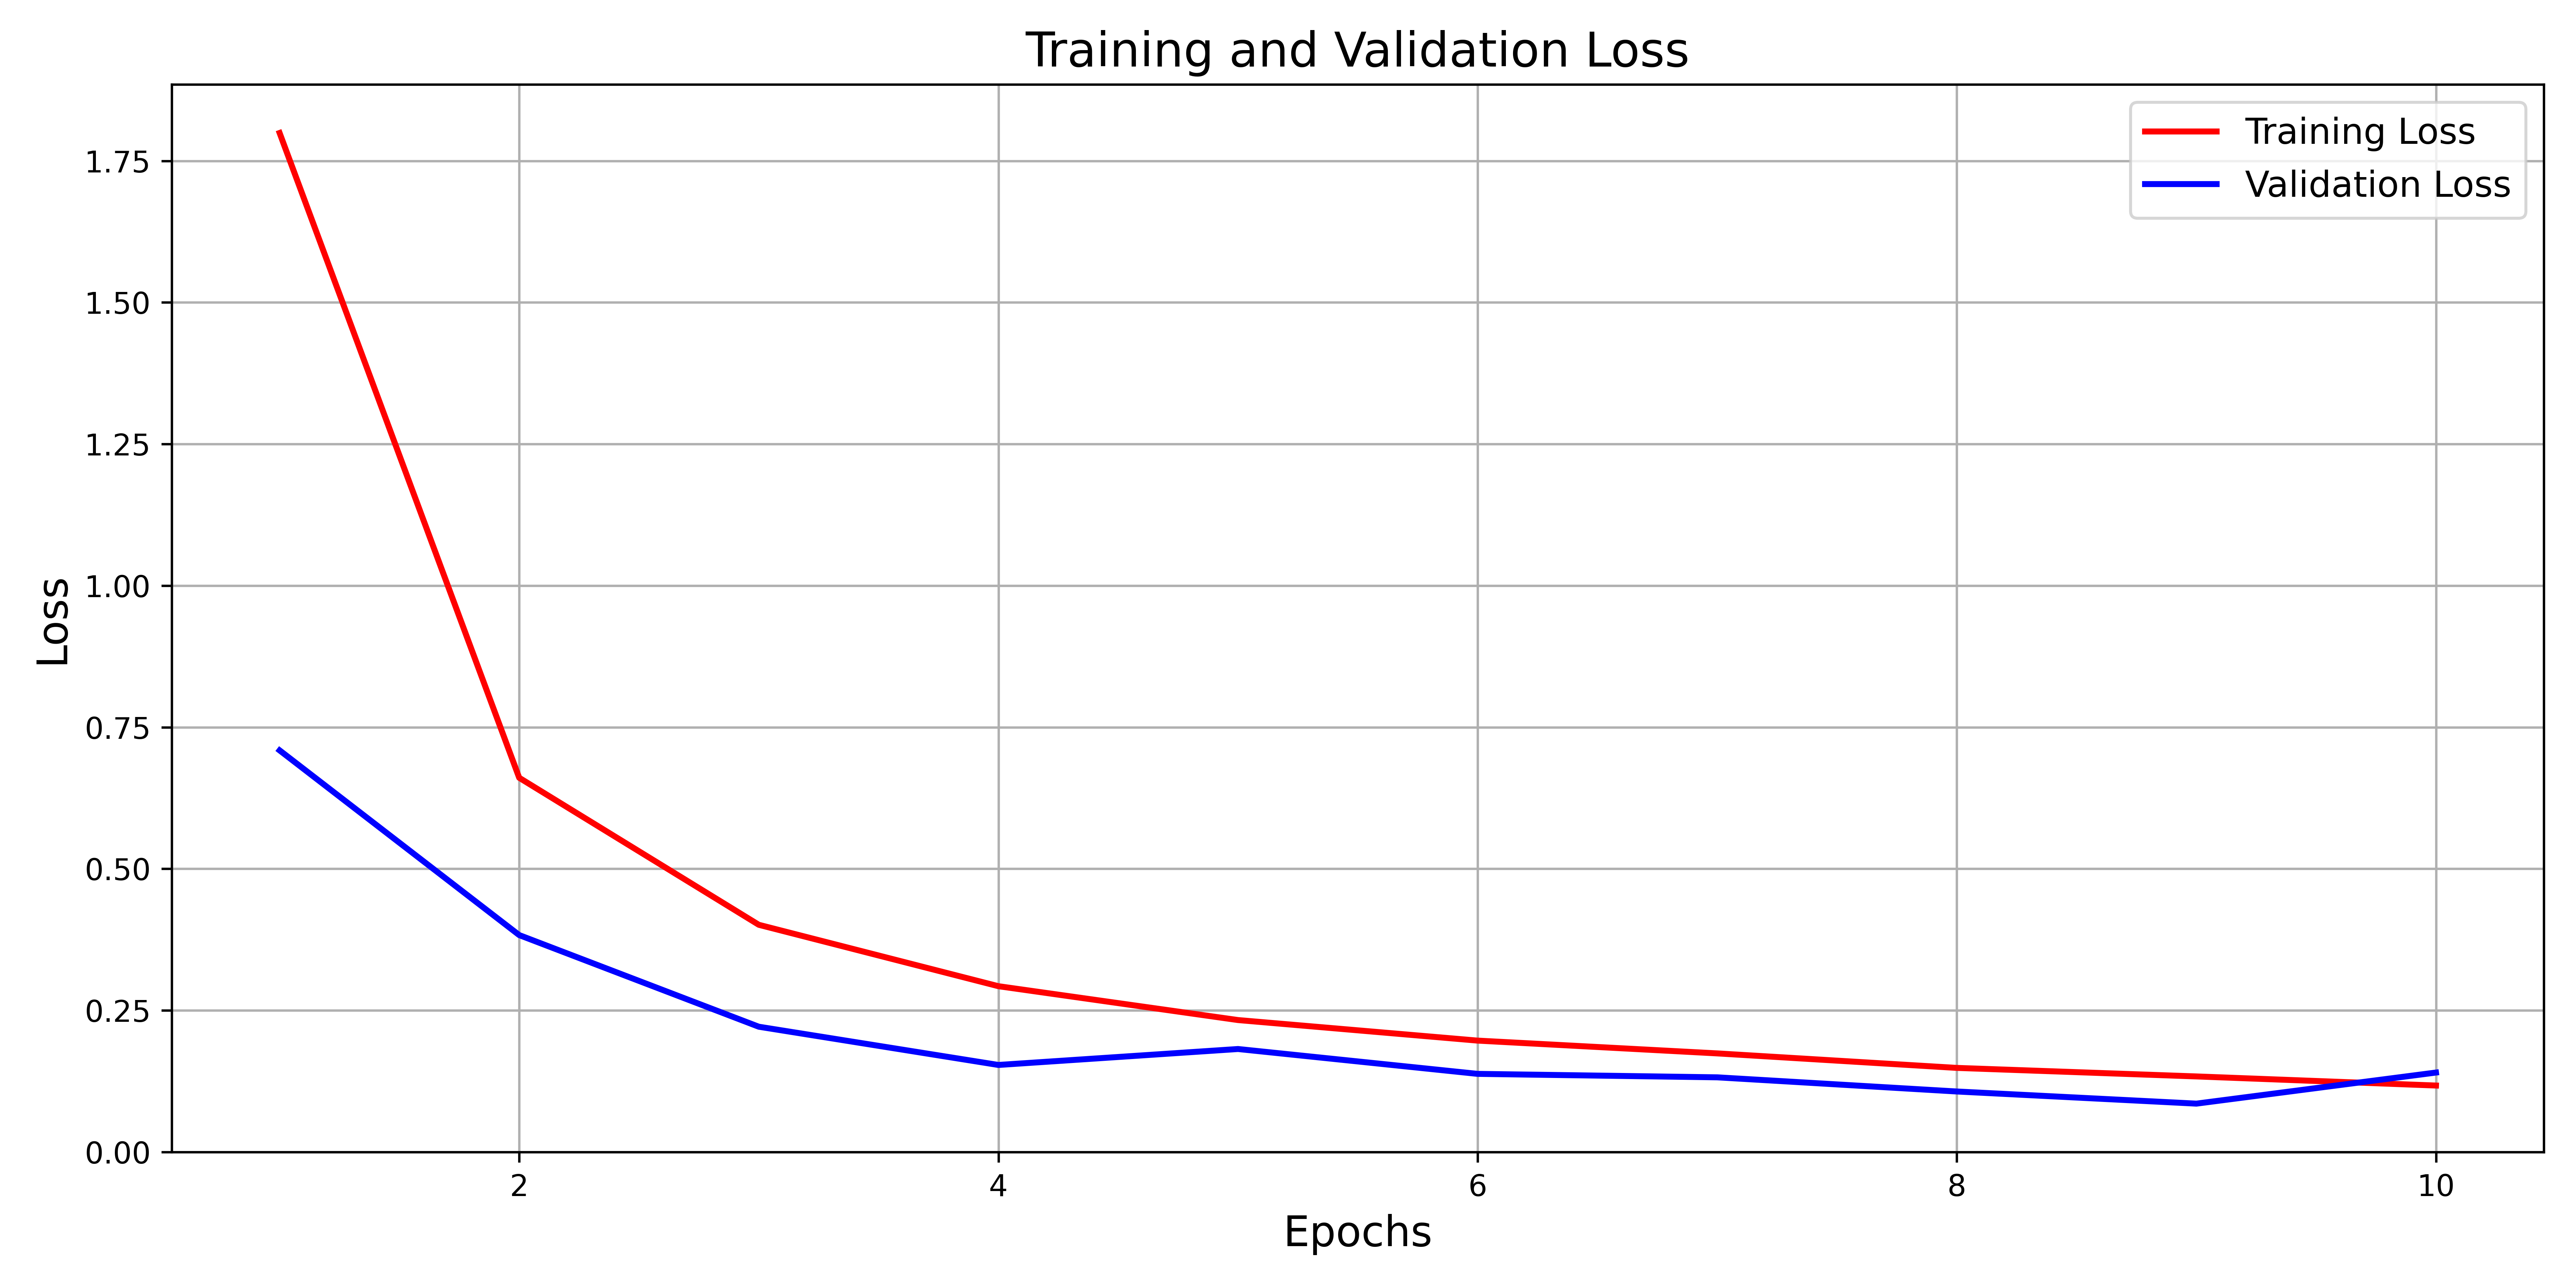 Training and Validation Loss
Training Loss
Validation Loss
1.75
1.50
1.25
1.00
0.75
0.50
0.25
0.00
Loss
2 4 6 8 10
Epochs